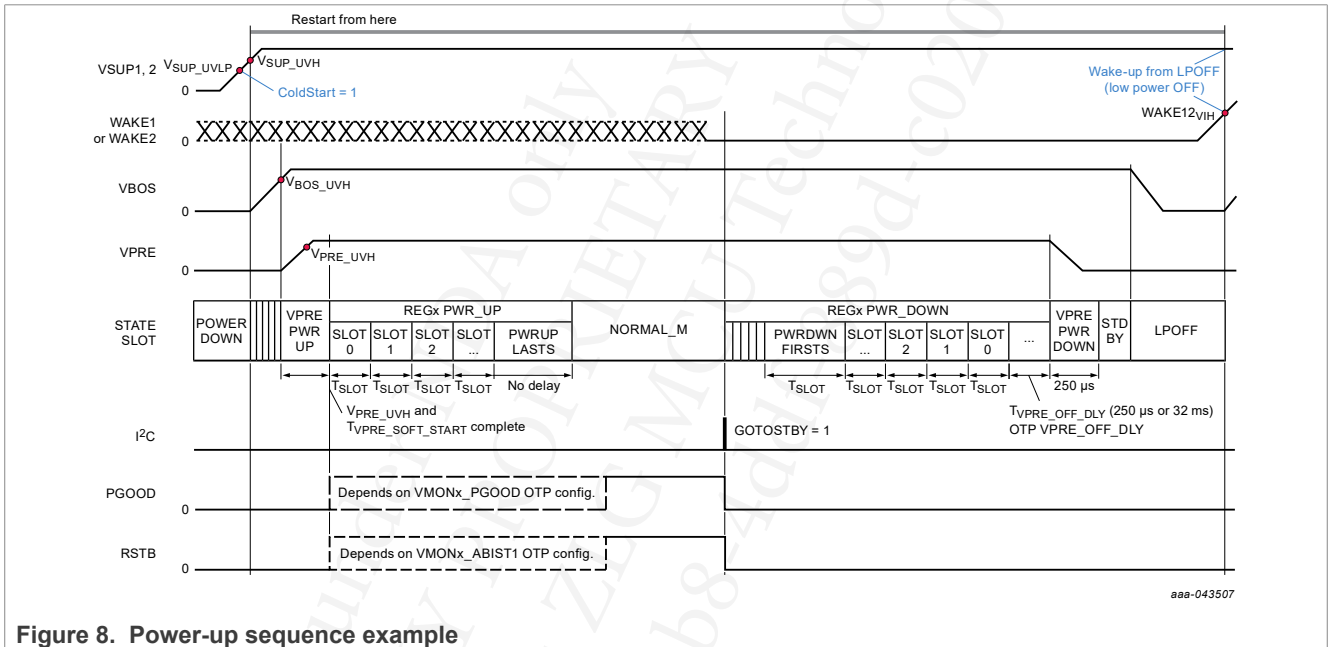 Restart from here
VSUP1, 2
VSUP_UVLP
VSUP_UVH
0
ColdStart = 1
Wake-up from LPOFF
(low power OFF)
WAKE1
or WAKE2
0
WAKE12VIH
VBOS
VBOS_UVH
0
VPRE
VPRE_UVH
0
STATE
SLOT
POWER
DOWN
VPRE
PWR
UP
REGx PWR_UP
SLOT
0
SLOT
1
SLOT
2
SLOT
...
PWRUP
LASTS
NORMAL_M
REGx PWR_DOWN
PWRDWN
FIRSTS
SLOT
...
SLOT
2
SLOT
1
SLOT
0
...
VPRE
PWR
DOWN
STD
BY
LPOFF
TSLOT TSLOT TSLOT TSLOT No delay
TSLOT TSLOT TSLOT TSLOT TSLOT 250 µs
VPRE_UVH and
TVPRE_SOFT_START complete
TVPRE_OFF_DLY (250 µs or 32 ms)
OTP VPRE_OFF_DLY
I2C
GOTOSTBY = 1
PGOOD
0
Depends on VMONx_PGOOD OTP config.
RSTB
0
Depends on VMONx_ABIST1 OTP config.
aaa-043507
Figure 8. Power-up sequence example